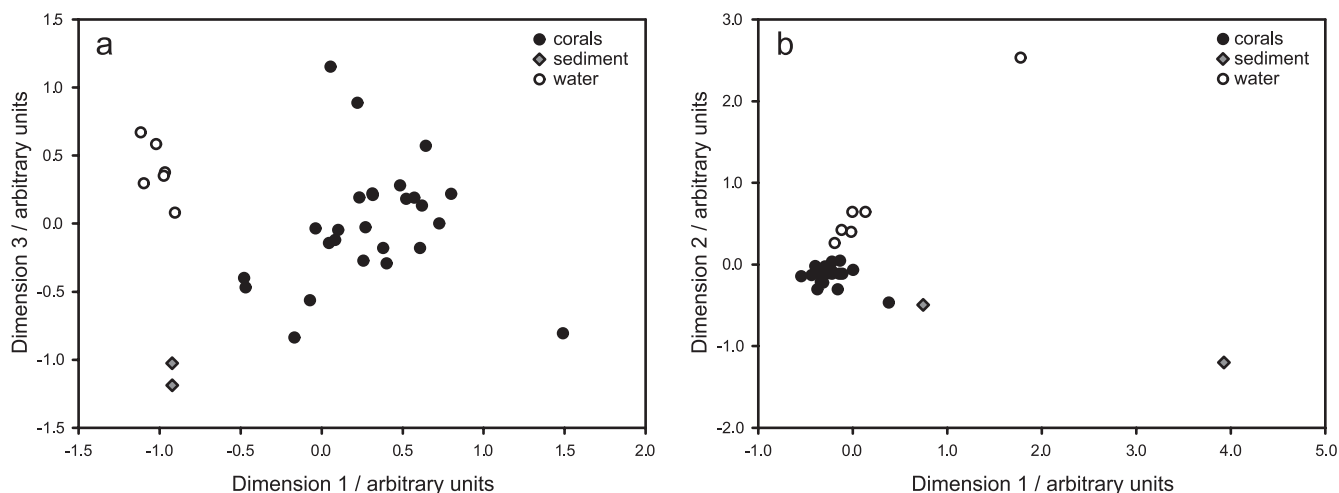 a
corals
sediment
water
1.5
1.0
0.5
0.0
-0.5
-1.0
-1.5
Dimension 3 / arbitrary units
-1.5 -1.0 -0.5 0.0 0.5 1.0 1.5 2.0
Dimension 1 / arbitrary units
b
corals
sediment
water
3.0
2.0
1.0
0.0
-1.0
-2.0
Dimension 2 / arbitrary units
-1.0 0.0 1.0 2.0 3.0 4.0 5.0
Dimension 1 / arbitrary units